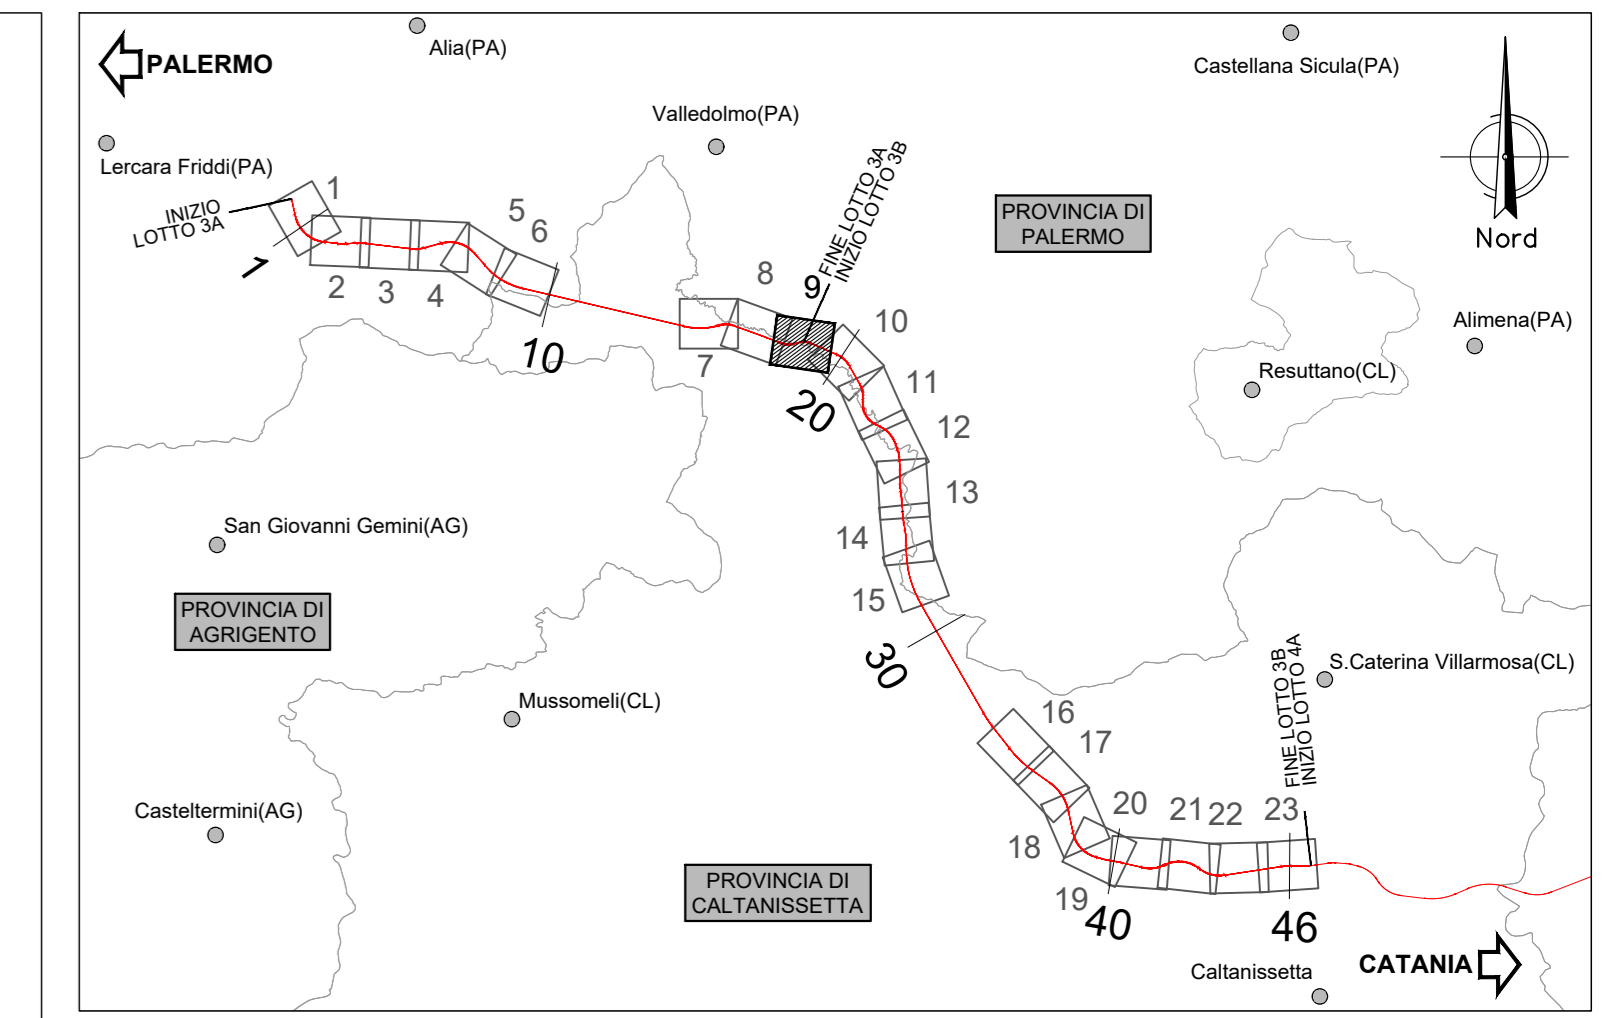 PALERMO
Alia(PA)
Castellana Sicula(PA)
Valledolmo(PA)
Lercara Friddi(PA)
INIZIO
LOTTO 3A
1
1
2
3
4
5
6
10
7
8
9
FINE LOTTO 3A
INIZIO LOTTO 3B
PROVINCIA DI
PALERMO
Nord
10
20
11
12
13
14
15
30
Alimena(PA)
Resuttano(CL)
San Giovanni Gemini(AG)
PROVINCIA DI
AGRIGENTO
Mussomeli(CL)
Casteltermini(AG)
PROVINCIA DI
CALTANISSETTA
16
17
18
19
40
20
21
22
23
46
FINE LOTTO 3B
INIZIO LOTTO 4A
S.Caterina Villarmosa(CL)
Caltanissetta
CATANIA